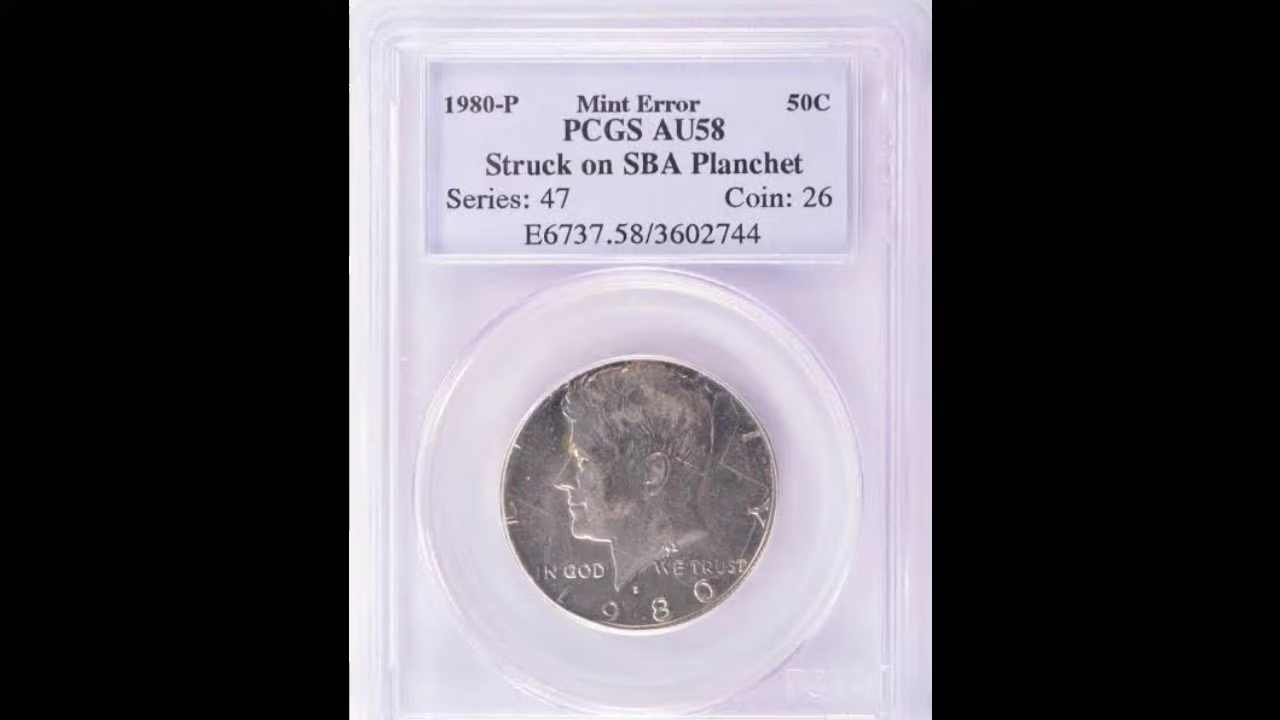 1980-P Mint Error 50C
PCGS AU58
Struck on SBA Planchet
Series: 47 Coin: 26
E6737.58/3602744
IN GOD WE TRUST
1980